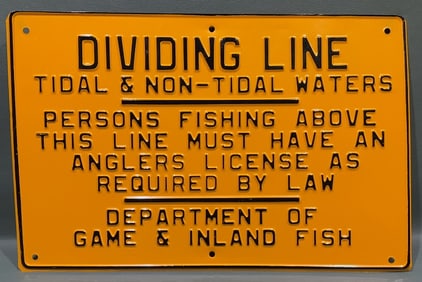 DIVIDING LINE
TIDAL & NON-TIDAL WATERS
PERSONS FISHING ABOVE
THIS LINE MUST HAVE AN
ANGLERS LICENSE AS
REQUIRED BY LAW
DEPARTMENT OF
GAME & INLAND FISH